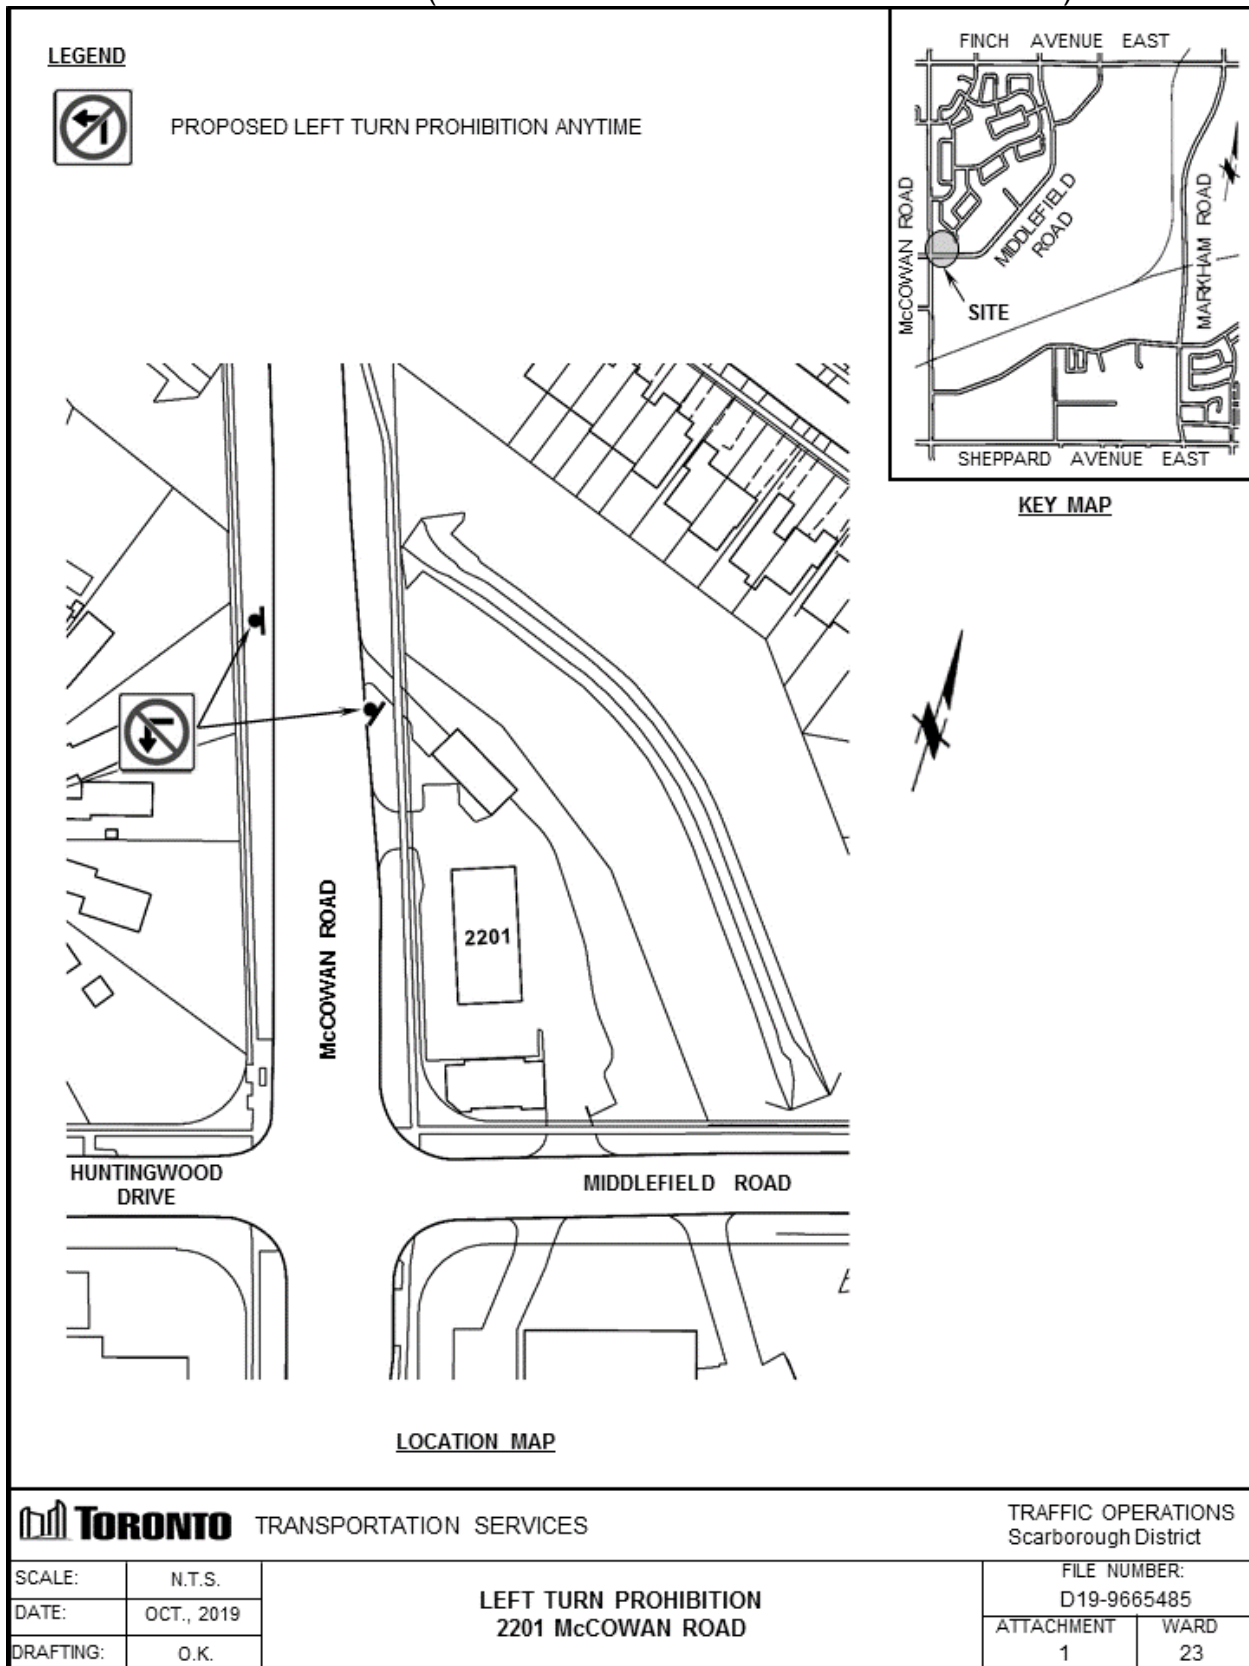 LEGEND
PROPOSED LEFT TURN PROHIBITION ANYTIME
FINCH AVENUE EAST
McCOWAN ROAD
MIDDLEFIELD
ROAD
MARKHAM ROAD
SITE
SHEPPARD AVENUE EAST
KEY MAP
McCOWAN ROAD
2201
HUNTINGWOOD
DRIVE
MIDDLEFIELD ROAD
LOCATION MAP
TORONTO TRANSPORTATION SERVICES
TRAFFIC OPERATIONS
Scarborough District
SCALE: N.T.S.
DATE: OCT., 2019
DRAFTING: O.K.
LEFT TURN PROHIBITION
2201 McCOWAN ROAD
FILE NUMBER:
D19-9665485
ATTACHMENT WARD
1 23